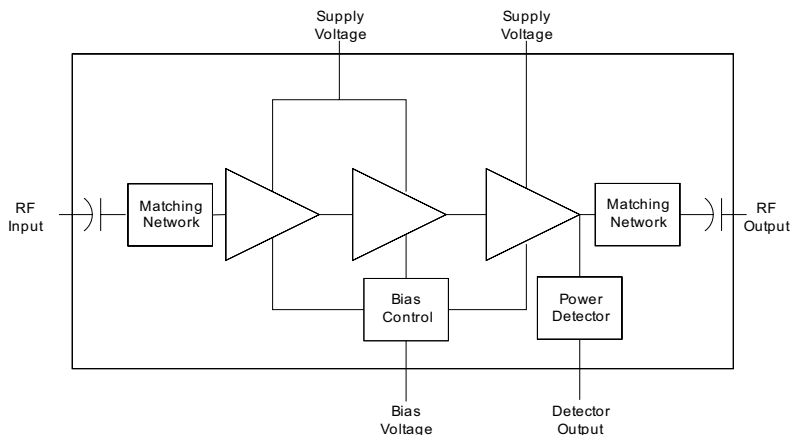 Supply
Voltage
Supply
Voltage
RF
Input
Matching
Network
Matching
Network
RF
Output
Bias
Control
Power
Detector
Bias
Voltage
Detector
Output